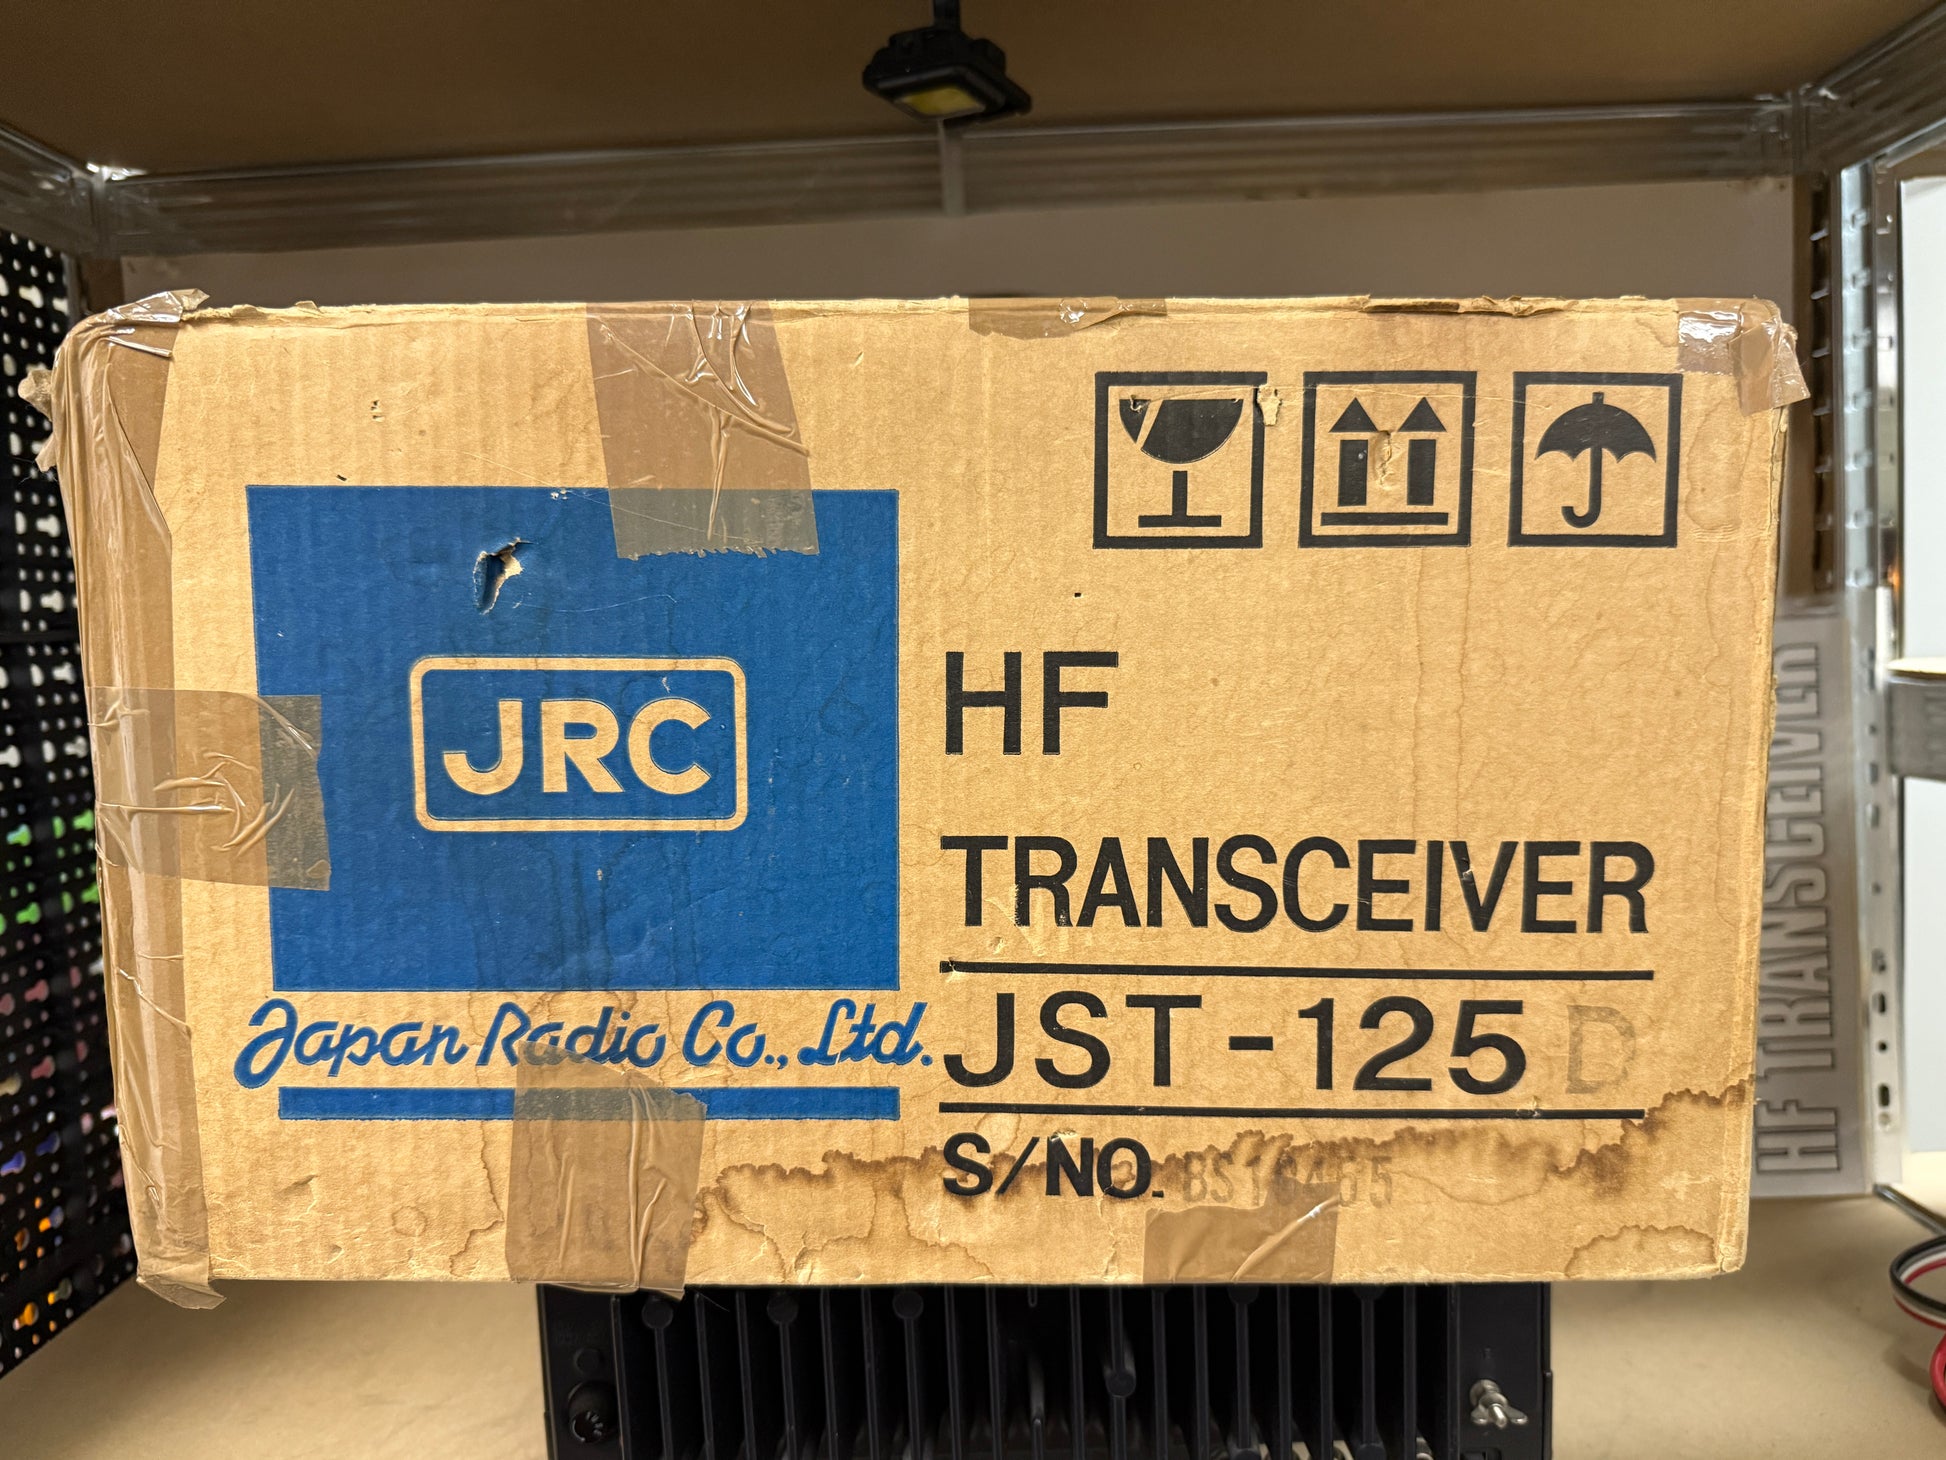 JRC
Japan Radio Co., Ltd.
HF
TRANSCEIVER
JST-125 D
S/NO.
HF TRANSCEIVER